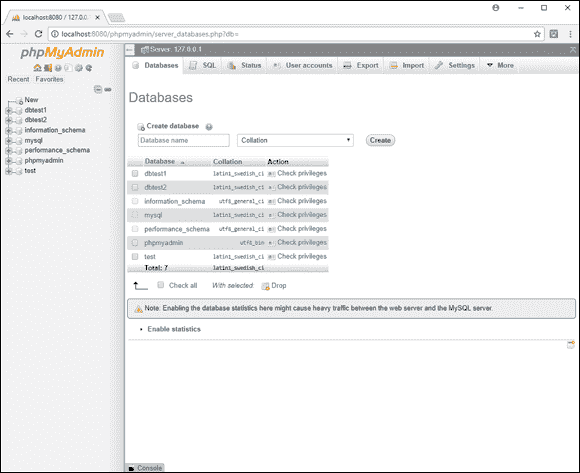 localhost:8080 / 127.0.0.1
localhost:8080/phpmyadmin/server_databases.php?db=
phpMyAdmin
Recent Favorites
New
dbtest1
dbtest2
information_schema
mysql
performance_schema
phpmyadmin
test
Server: 127.0.0.1
Databases SQL Status User accounts Export Import Settings More
Databases
Create database
Database name Collation Create
Database Collation Action
dbtest1 latin1_swedish_ci Check privileges
dbtest2 latin1_swedish_ci Check privileges
information_schema utf8_general_ci Check privileges
mysql latin1_swedish_ci Check privileges
performance_schema utf8_general_ci Check privileges
phpmyadmin utf8_bin Check privileges
test latin1_swedish_ci Check privileges
Total: 7 latin1_swedish_ci
Check all With selected: Drop
Note: Enabling the database statistics here might cause heavy traffic between the web server and the MySQL server.
Enable statistics
Console